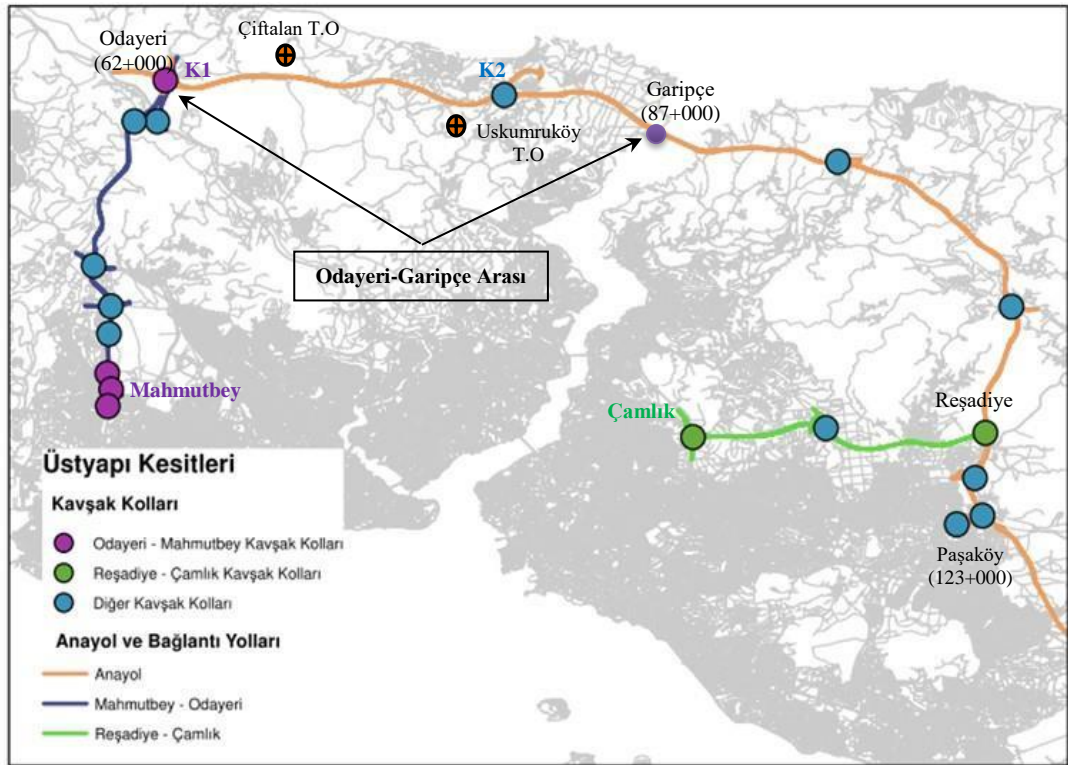 Çiftalan T.O
Odayeri
(62+000)
K1
K2
Garipçe
(87+000)
Uskumruköy
T.O
Odayeri-Garipçe Arası
Mahmutbey
Çamlık
Reşadiye
Paşaköy
(123+000)
Üstyapı Kesitleri
Kavşak Kolları
Odayeri - Mahmutbey Kavşak Kolları
Reşadiye - Çamlık Kavşak Kolları
Diğer Kavşak Kolları
Anayol ve Bağlantı Yolları
Anayol
Mahmutbey - Odayeri
Reşadiye - Çamlık